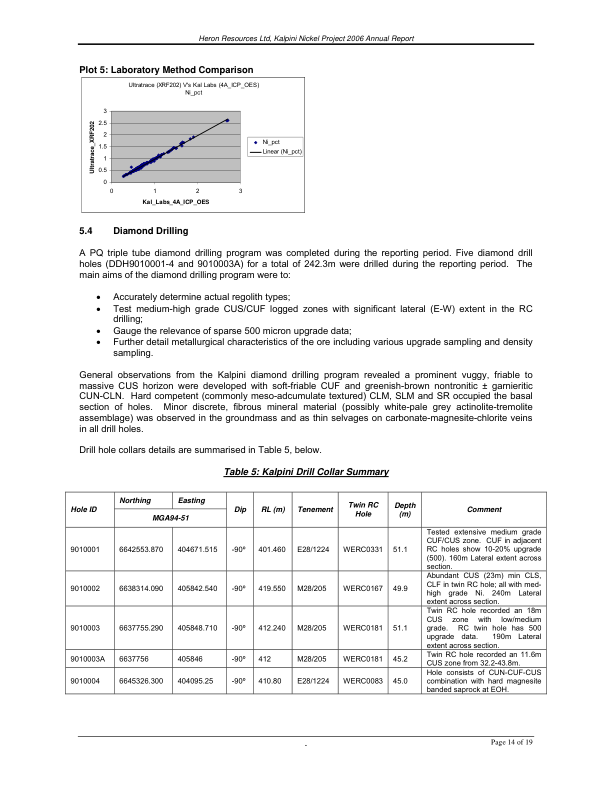 Heron Resources Ltd, Kalpini Nickel Project 2006 Annual Report
Plot 5: Laboratory Method Comparison
Ultratrace (XRF202) V's Kal Labs (4A_ICP_OES)
Ni_pct
Ultratrace_XRF202
3
2.5
2
1.5
1
0.5
0
0 1 2 3
Kal_Labs_4A_ICP_OES
Ni_pct
Linear (Ni_pct)
5.4 Diamond Drilling
A PQ triple tube diamond drilling program was completed during the reporting period. Five diamond drill
holes (DDH9010001-4 and 9010003A) for a total of 242.3m were drilled during the reporting period. The
main aims of the diamond drilling program were to:
• Accurately determine actual regolith types;
• Test medium-high grade CUS/CUF logged zones with significant lateral (E-W) extent in the RC
drilling;
• Gauge the relevance of sparse 500 micron upgrade data;
• Further detail metallurgical characteristics of the ore including various upgrade sampling and density
sampling.
General observations from the Kalpini diamond drilling program revealed a prominent vuggy, friable to
massive CUS horizon were developed with soft-friable CUF and greenish-brown nontronitic ± garnieritic
CUN-CLN. Hard competent (commonly meso-adcumulate textured) CLM, SLM and SR occupied the basal
section of holes. Minor discrete, fibrous mineral material (possibly white-pale grey actinolite-tremolite
assemblage) was observed in the groundmass and as thin selvages on carbonate-magnesite-chlorite veins
in all drill holes.
Drill hole collars details are summarised in Table 5, below.
Table 5: Kalpini Drill Collar Summary
Hole ID Northing Easting Dip RL (m) Tenement Twin RC Hole Depth (m) Comment
MGA94-51
9010001 6642553.870 404671.515 -90° 401.460 E28/1224 WERC0331 51.1 Tested extensive medium grade
CUF/CUS zone. CUF in adjacent
RC holes show 10-20% upgrade
(500). 160m Lateral extent across
section.
9010002 6638314.090 405842.540 -90° 419.550 M28/205 WERC0167 49.9 Abundant CUS (23m) min CLS,
CLF in twin RC hole; all with med-
high grade Ni. 240m Lateral
extent across section.
9010003 6637755.290 405848.710 -90° 412.240 M28/205 WERC0181 51.1 Twin RC hole recorded an 18m
CUS zone with low/medium
grade. RC twin hole has 500
upgrade data. 190m Lateral
extent across section.
9010003A 6637756 405846 -90° 412 M28/205 WERC0181 45.2 Twin RC hole recorded an 11.6m
CUS zone from 32.2-43.8m.
9010004 6645326.300 404095.25 -90° 410.80 E28/1224 WERC0083 45.0 Hole consists of CUN-CUF-CUS
combination with hard magnesite
banded saprock at EOH.
- Page 14 of 19